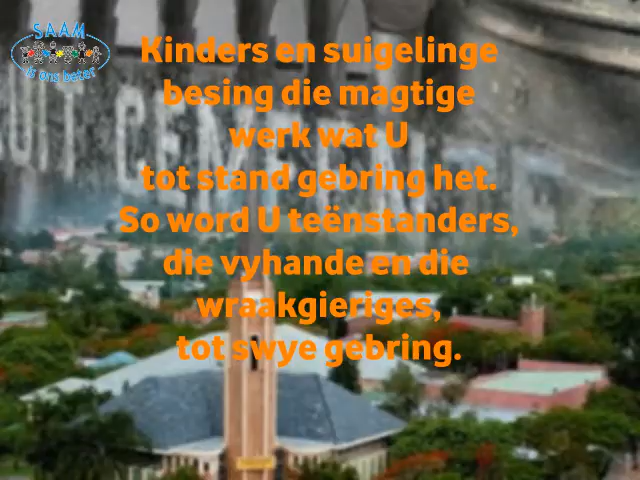 SAAM
is ons beter
Kinders en suigelinge
besing die magtige
werk wat U
tot stand gebring het.
So word U teënstanders,
die vyhande en die
wraakgieriges,
tot swye gebring.